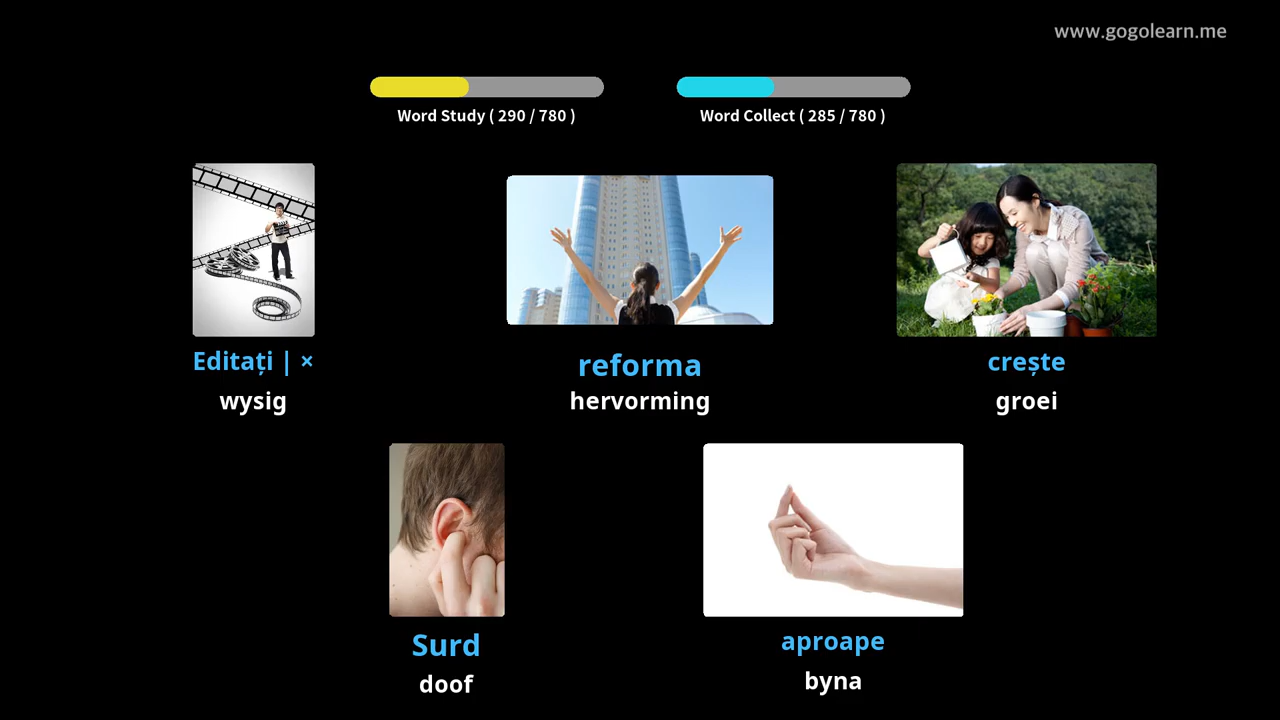 www.gogolearn.me
Word Study ( 290 / 780 )
Word Collect ( 285 / 780 )
Editați | ×
wysig
reforma
hervorming
crește
groei
Surd
doof
aproape
byna